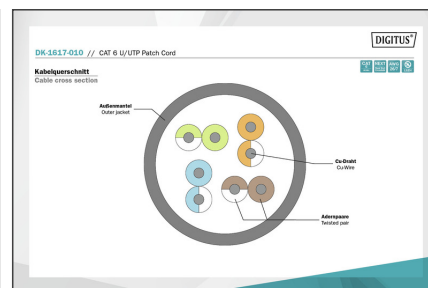 DIGITUS®
DK-1617-010 // CAT 6 U/UTP Patch Cord
Kabelquerschnitt
Cable cross section
Außenmantel
Outer jacket
Cu-Draht
Cu-Wire
Adernpaare
Twisted pair